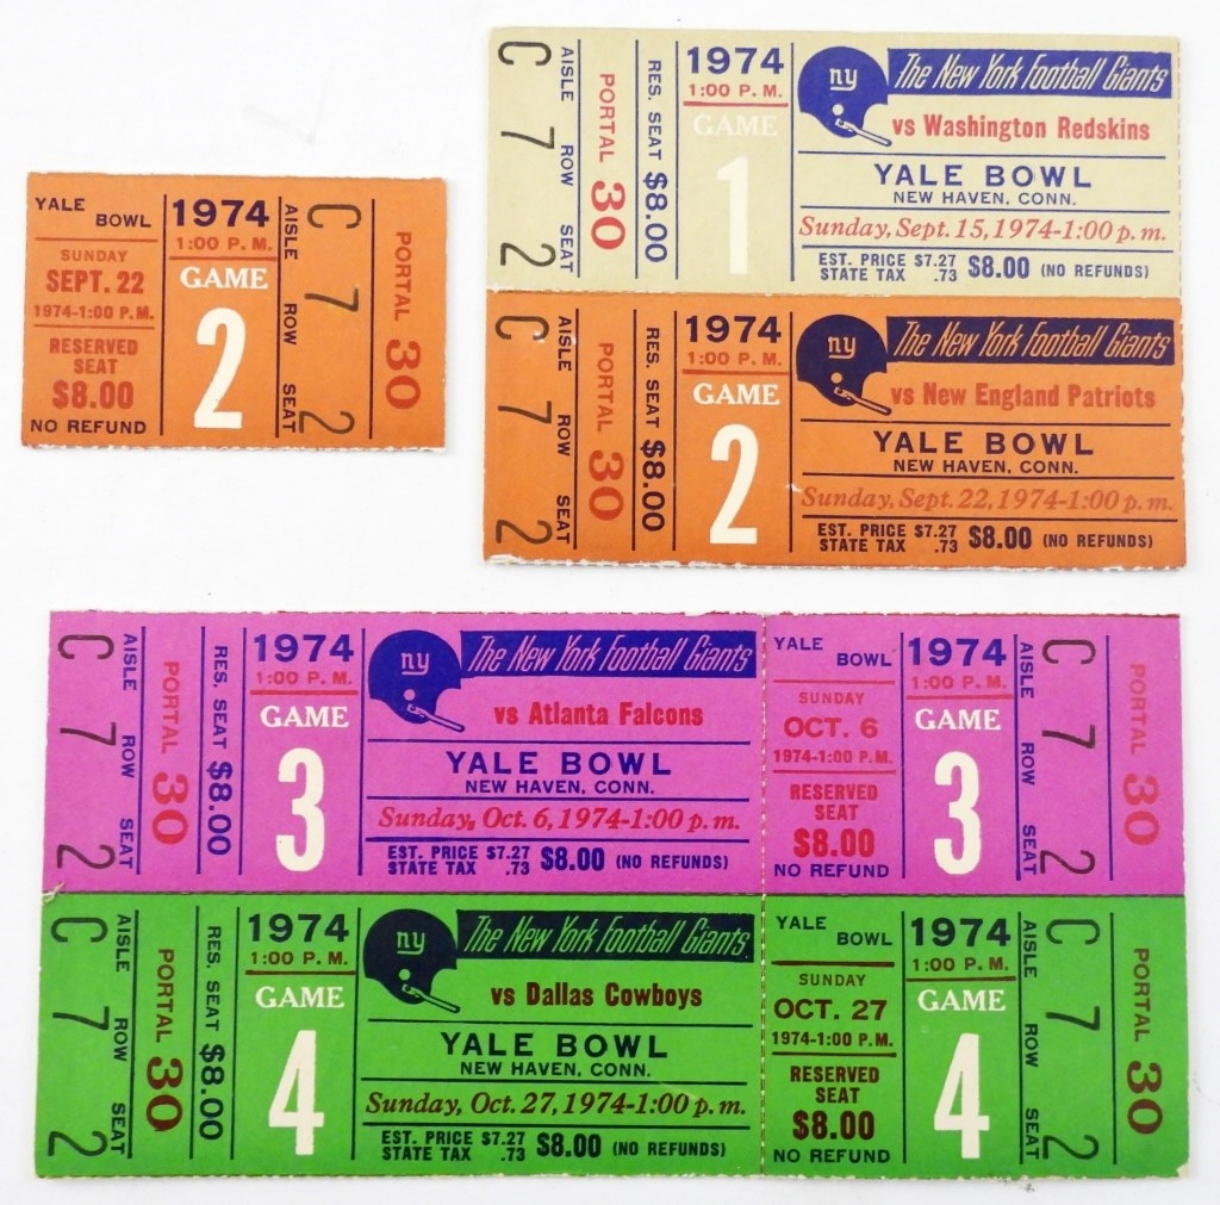 YALE BOWL
SUNDAY
SEPT. 22
1974-1:00 P.M.
RESERVED
SEAT
$8.00
NO REFUND
1974
1:00 P.M.
GAME
2
AISLE ROW SEAT
C 7 2
PORTAL 30
C 7 2
AISLE ROW SEAT
PORTAL 30
RES. SEAT $8.00
1974
1:00 P.M.
GAME
1
ny
The New York Football Giants
vs Washington Redskins
YALE BOWL
NEW HAVEN, CONN.
Sunday, Sept. 15, 1974-1:00 p.m.
EST. PRICE $7.27
STATE TAX .73
$8.00 (NO REFUNDS)
C 7 2
AISLE ROW SEAT
PORTAL 30
RES. SEAT $8.00
1974
1:00 P.M.
GAME
2
ny
The New York Football Giants
vs New England Patriots
YALE BOWL
NEW HAVEN, CONN.
Sunday, Sept. 22, 1974-1:00 p.m.
EST. PRICE $7.27
STATE TAX .73
$8.00 (NO REFUNDS)
C 7 2
AISLE ROW SEAT
PORTAL 30
RES. SEAT $8.00
1974
1:00 P.M.
GAME
3
ny
The New York Football Giants
vs Atlanta Falcons
YALE BOWL
NEW HAVEN, CONN.
Sunday, Oct. 6, 1974-1:00 p.m.
EST. PRICE $7.27
STATE TAX .73
$8.00 (NO REFUNDS)
YALE BOWL
SUNDAY
OCT. 6
1974-1:00 P.M.
RESERVED
SEAT
$8.00
NO REFUND
1974
1:00 P.M.
GAME
3
AISLE ROW SEAT
C 7 2
PORTAL 30
C 7 2
AISLE ROW SEAT
PORTAL 30
RES. SEAT $8.00
1974
1:00 P.M.
GAME
4
ny
The New York Football Giants
vs Dallas Cowboys
YALE BOWL
NEW HAVEN, CONN.
Sunday, Oct. 27, 1974-1:00 p.m.
EST. PRICE $7.27
STATE TAX .73
$8.00 (NO REFUNDS)
YALE BOWL
SUNDAY
OCT. 27
1974-1:00 P.M.
RESERVED
SEAT
$8.00
NO REFUND
1974
1:00 P.M.
GAME
4
AISLE ROW SEAT
C 7 2
PORTAL 30